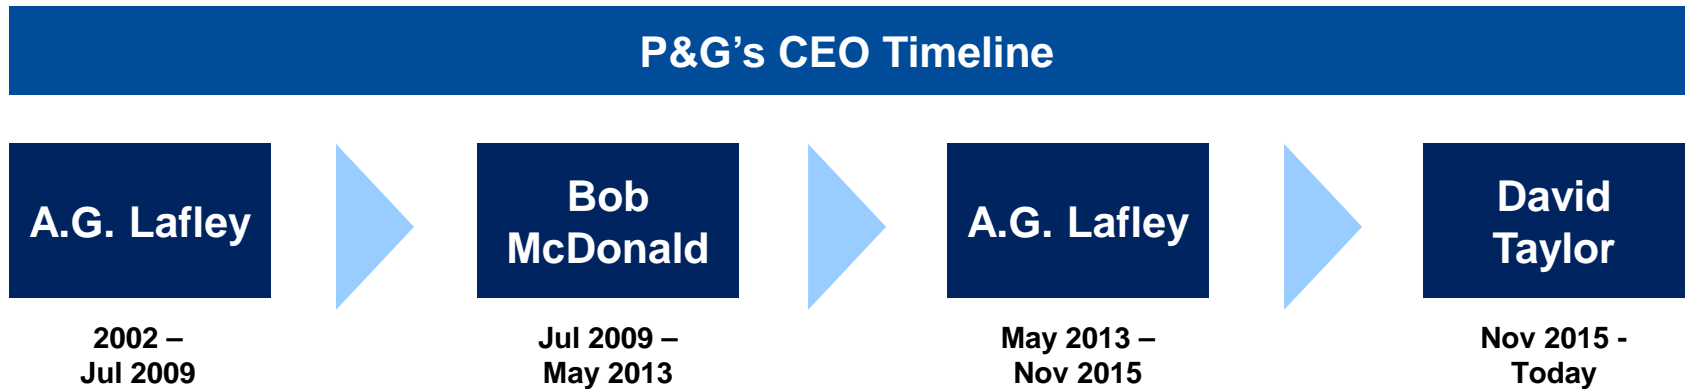 P&G’s CEO Timeline
A.G. Lafley
2002 –
Jul 2009
Bob
McDonald
Jul 2009 –
May 2013
A.G. Lafley
May 2013 –
Nov 2015
David
Taylor
Nov 2015 -
Today